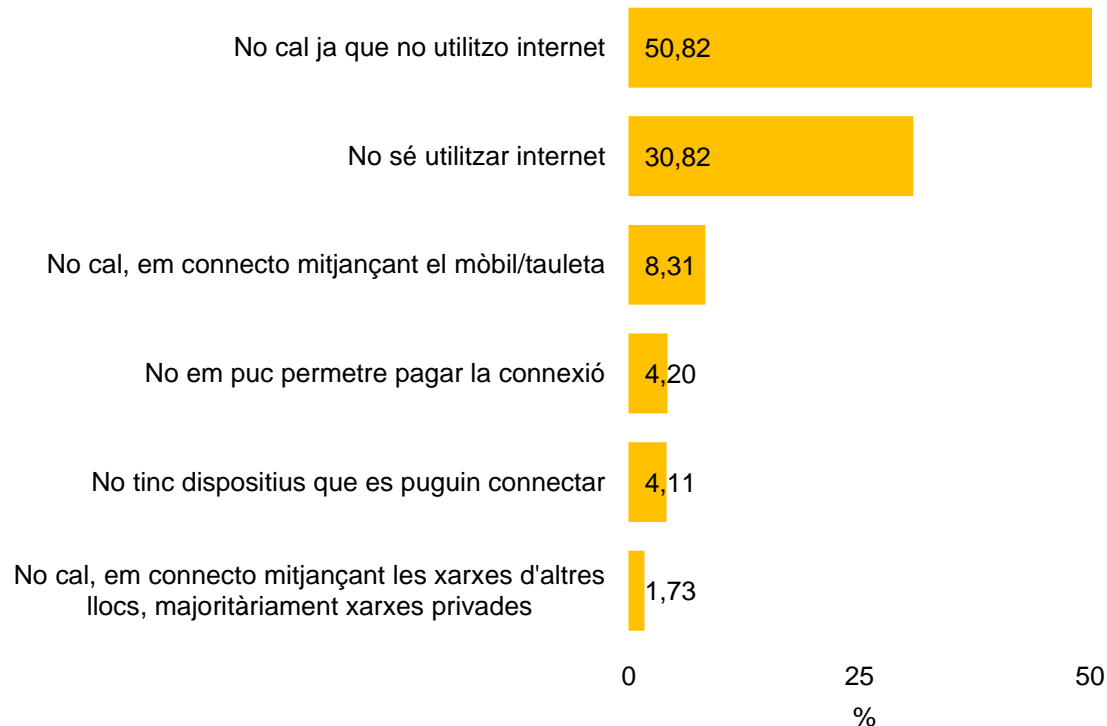 No cal ja que no utilitzo internet
50,82
No sé utilitzar internet
30,82
No cal, em connecto mitjançant el mòbil/tauleta
8,31
No em puc permetre pagar la connexió
4,20
No tinc dispositius que es puguin connectar
4,11
No cal, em connecto mitjançant les xarxes d'altres
llocs, majoritàriament xarxes privades
1,73
0
25
50
%